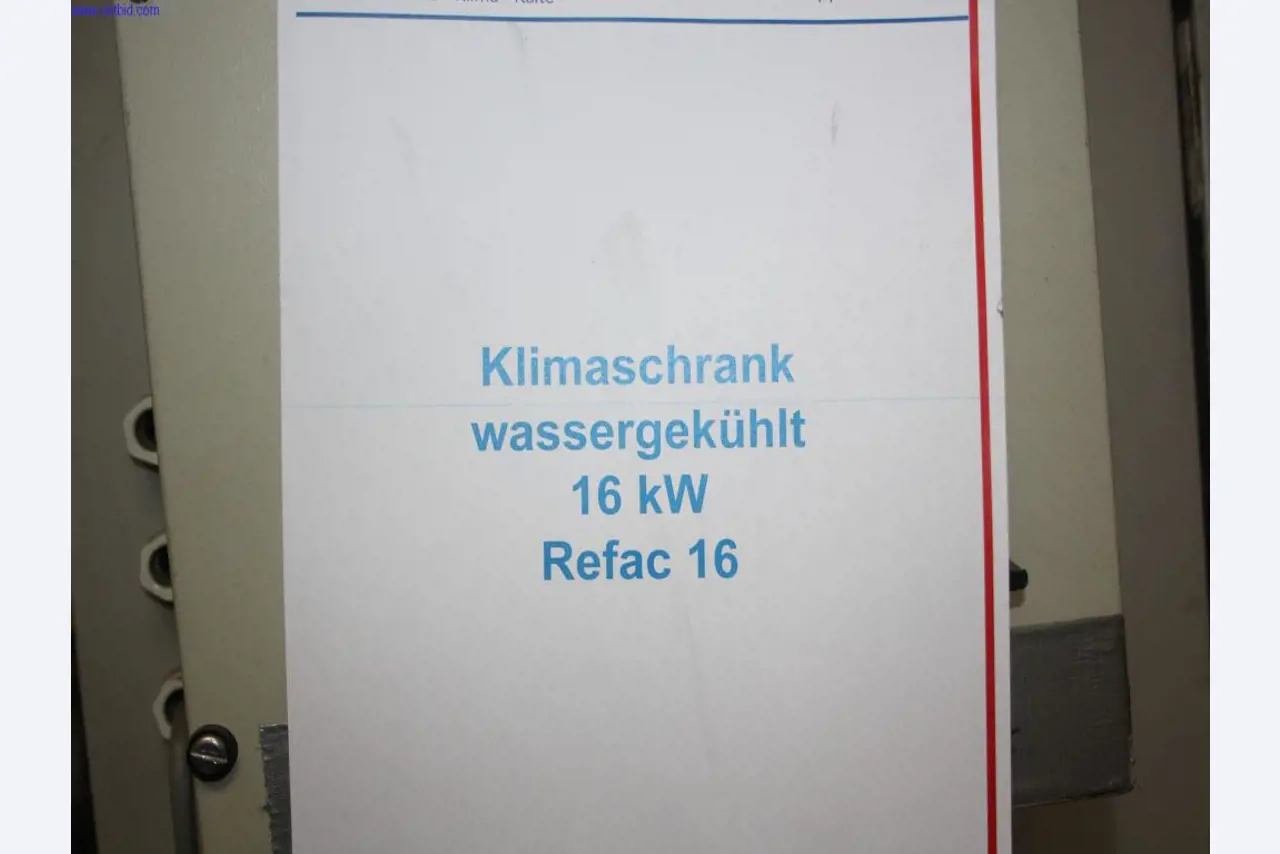 Klimaschrank
wassergekühlt
16 kW
Refac 16